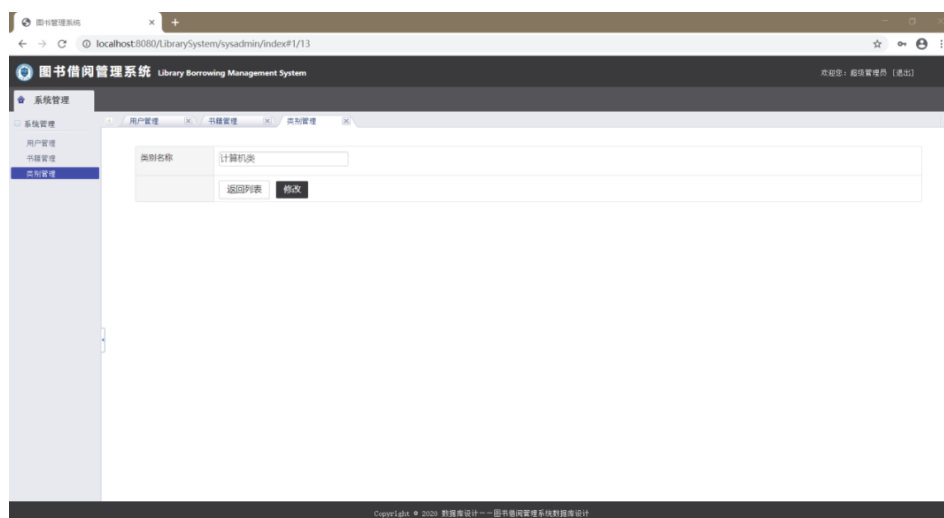 图书管理系统
localhost:8080/LibrarySystem/sysadmin/index#1/13
图书借阅管理系统 Library Borrowing Management System
欢迎您：超级管理员 [退出]
系统管理
系统管理
用户管理 书籍管理 类别管理
用户管理
书籍管理
类别管理
类别名称 计算机类
返回列表 修改
Copyright © 2020 数据库设计——图书借阅管理系统数据库设计